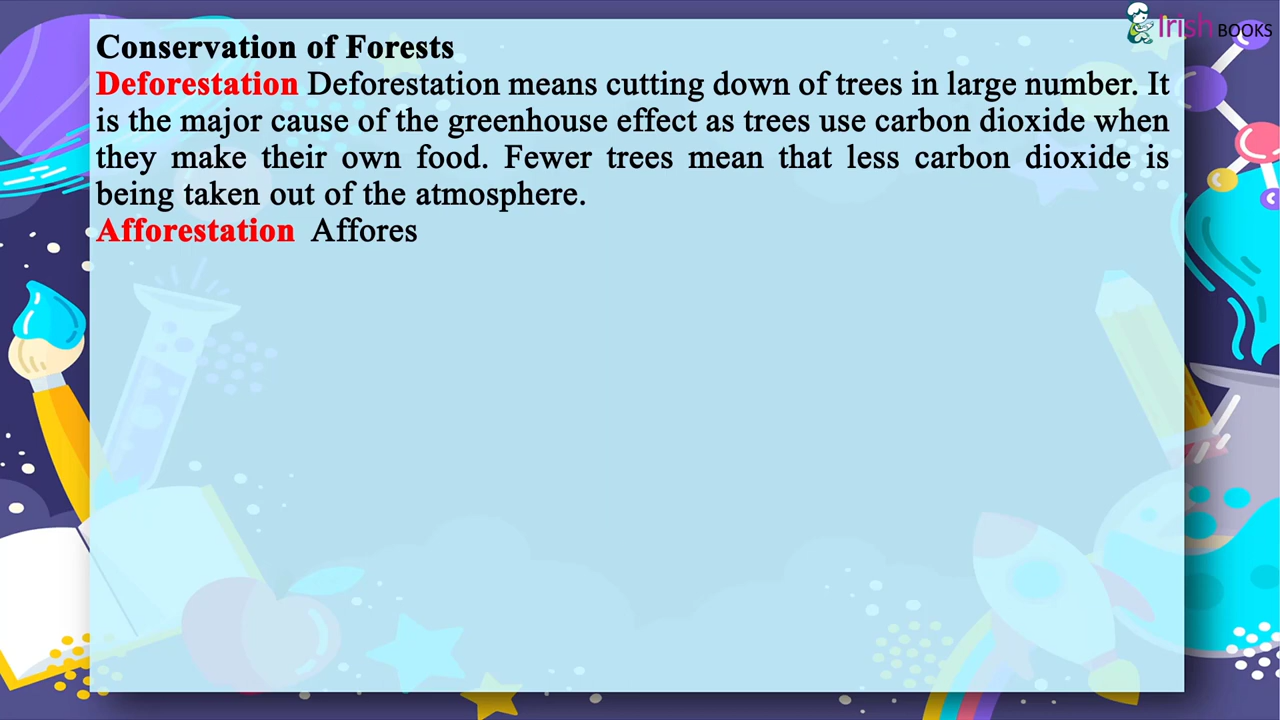 Irish BOOKS
Conservation of Forests
Deforestation Deforestation means cutting down of trees in large number. It
is the major cause of the greenhouse effect as trees use carbon dioxide when
they make their own food. Fewer trees mean that less carbon dioxide is
being taken out of the atmosphere.
Afforestation Affores